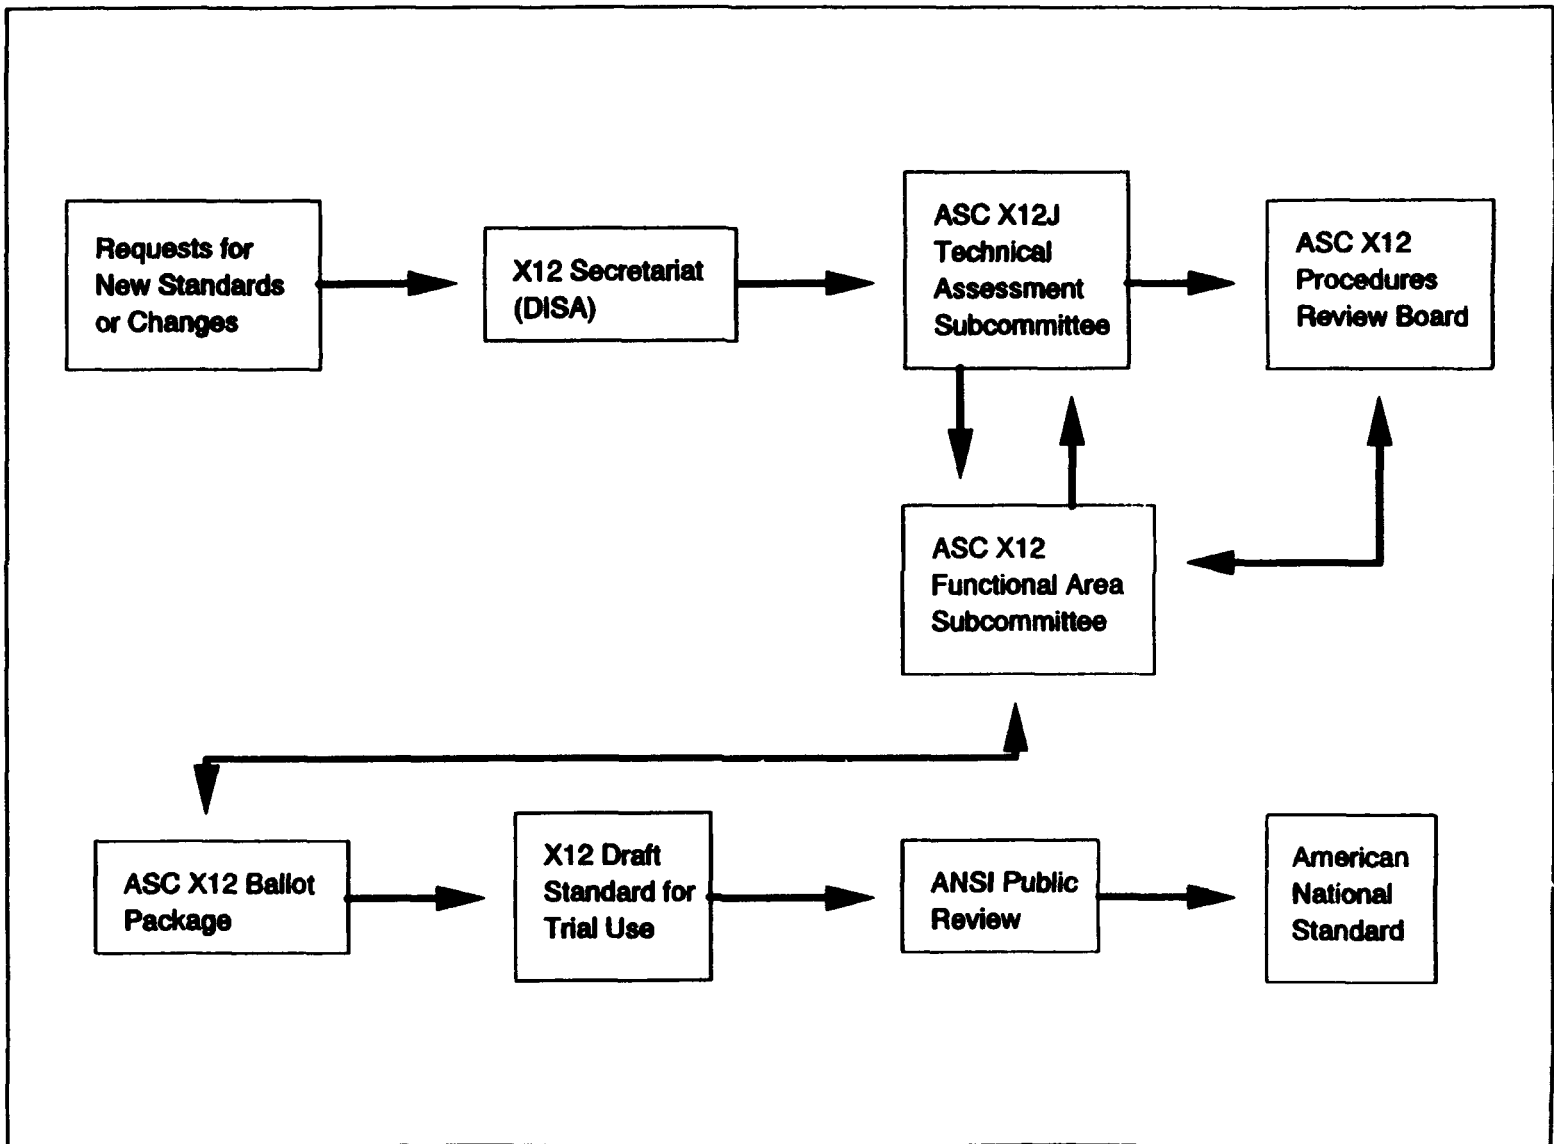 Requests for
New Standards
or Changes
X12 Secretariat
(DISA)
ASC X12J
Technical
Assessment
Subcommittee
ASC X12
Procedures
Review Board
ASC X12
Functional Area
Subcommittee
ASC X12 Ballot
Package
X12 Draft
Standard for
Trial Use
ANSI Public
Review
American
National
Standard